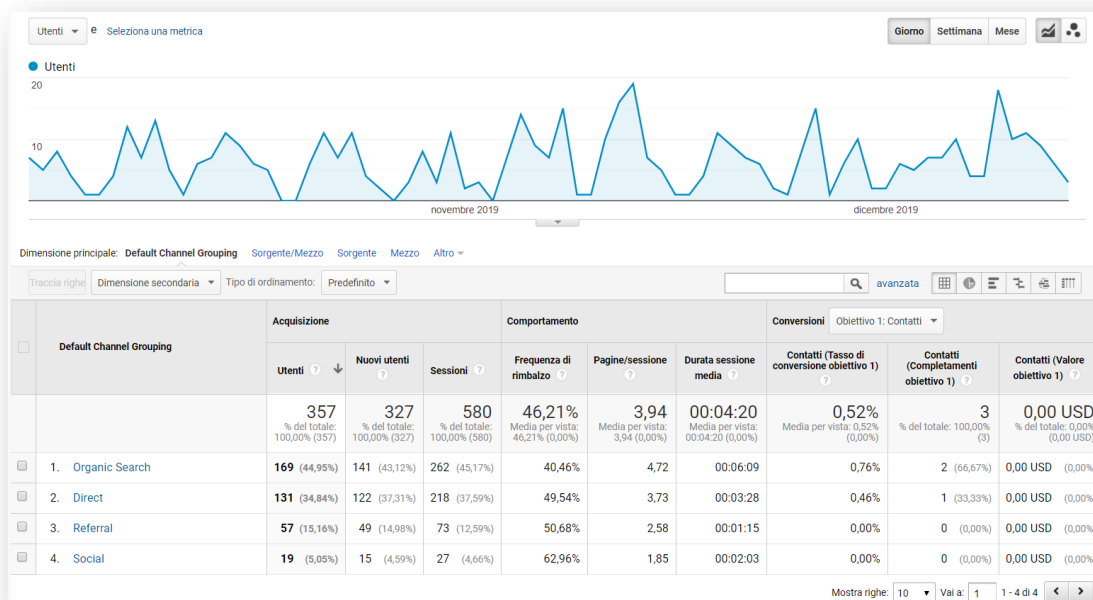 Utenti e Seleziona una metrica Giorno Settimana Mese
Utenti
20
10
novembre 2019 dicembre 2019
Dimensione principale: Default Channel Grouping Sorgente/Mezzo Sorgente Mezzo Altro
Traccia righe Dimensione secondaria Tipo di ordinamento: Predefinito avanzata
Default Channel Grouping
Acquisizione Comportamento Conversioni Obiettivo 1: Contatti
Utenti ? Nuovi utenti ? Sessioni ? Frequenza di rimbalzo ? Pagine/sessione ? Durata sessione media ? Contatti (Tasso di conversione obiettivo 1) ? Contatti (Completamenti obiettivo 1) ? Contatti (Valore obiettivo 1) ?
357 327 580 46,21% 3,94 00:04:20 0,52% 3 0,00 USD
% del totale: 100,00% (357) % del totale: 100,00% (327) % del totale: 100,00% (580) Media per vista: 46,21% (0,00%) Media per vista: 3,94 (0,00%) Media per vista: 00:04:20 (0,00%) Media per vista: 0,52% (0,00%) % del totale: 100,00% (3) % del totale: 0,00% (0,00 USD)
1. Organic Search 169 (44,95%) 141 (43,12%) 262 (45,17%) 40,46% 4,72 00:06:09 0,76% 2 (66,67%) 0,00 USD (0,00%)
2. Direct 131 (34,84%) 122 (37,31%) 218 (37,59%) 49,54% 3,73 00:03:28 0,46% 1 (33,33%) 0,00 USD (0,00%)
3. Referral 57 (15,16%) 49 (14,98%) 73 (12,59%) 50,68% 2,58 00:01:15 0,00% 0 (0,00%) 0,00 USD (0,00%)
4. Social 19 (5,05%) 15 (4,59%) 27 (4,66%) 62,96% 1,85 00:02:03 0,00% 0 (0,00%) 0,00 USD (0,00%)
Mostra righe: 10 Vai a: 1 1 - 4 di 4